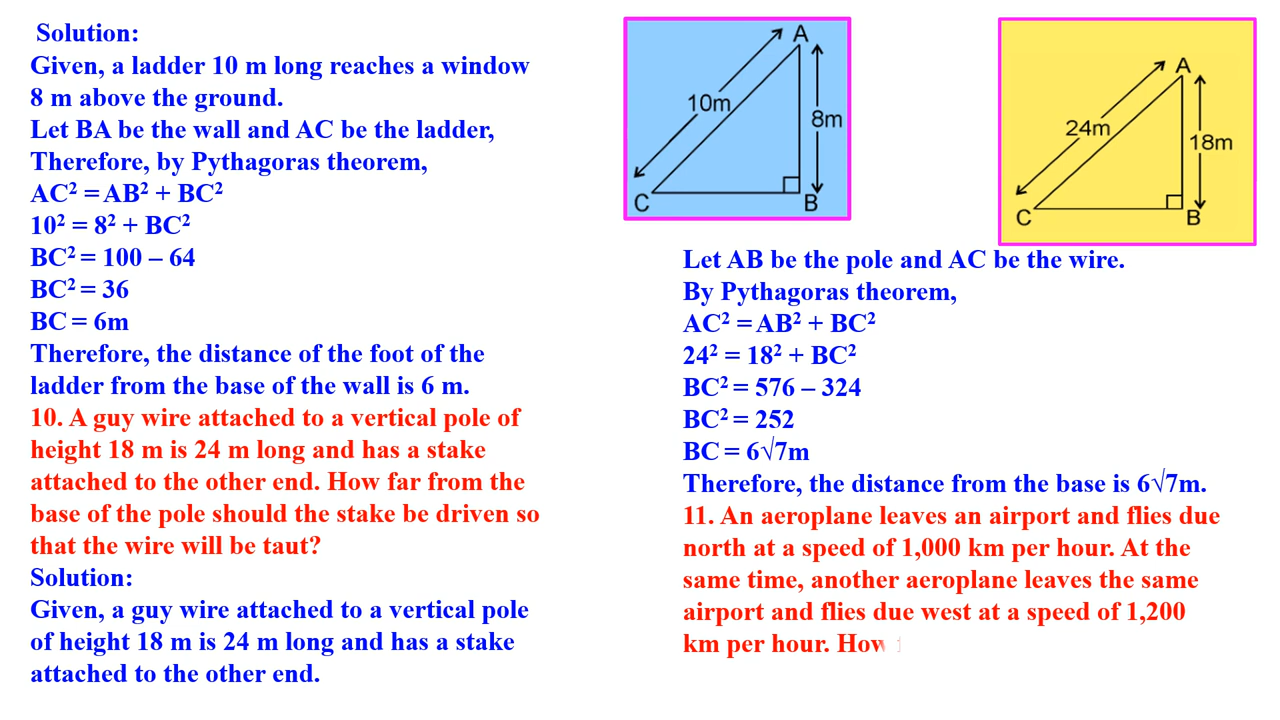 Solution:
Given, a ladder 10 m long reaches a window
8 m above the ground.
Let BA be the wall and AC be the ladder,
Therefore, by Pythagoras theorem,
AC² = AB² + BC²
10² = 8² + BC²
BC² = 100 – 64
BC² = 36
BC = 6m
Therefore, the distance of the foot of the
ladder from the base of the wall is 6 m.
10. A guy wire attached to a vertical pole of
height 18 m is 24 m long and has a stake
attached to the other end. How far from the
base of the pole should the stake be driven so
that the wire will be taut?
Solution:
Given, a guy wire attached to a vertical pole
of height 18 m is 24 m long and has a stake
attached to the other end.
A
10m
8m
C
B
A
24m
18m
C
B
Let AB be the pole and AC be the wire.
By Pythagoras theorem,
AC² = AB² + BC²
24² = 18² + BC²
BC² = 576 – 324
BC² = 252
BC = 6√7m
Therefore, the distance from the base is 6√7m.
11. An aeroplane leaves an airport and flies due
north at a speed of 1,000 km per hour. At the
same time, another aeroplane leaves the same
airport and flies due west at a speed of 1,200
km per hour. How